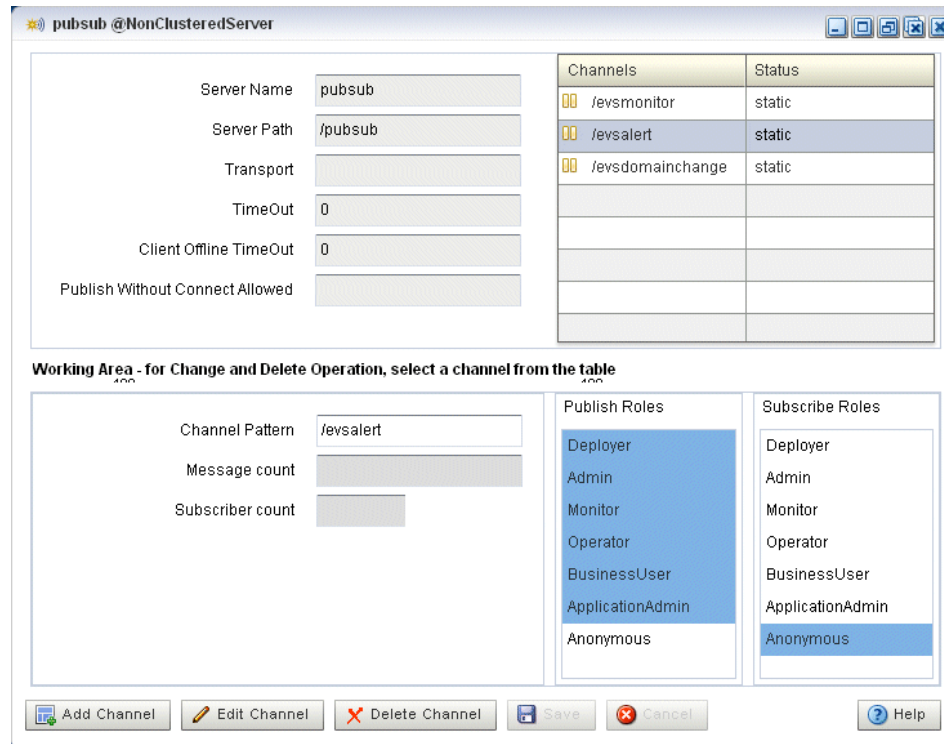 pubsub @NonClusteredServer
Server Name pubsub
Server Path /pubsub
Transport
TimeOut 0
Client Offline TimeOut 0
Publish Without Connect Allowed
Channels Status
/evsmonitor static
/evsalert static
/evsdomainchange static
Working Area - for Change and Delete Operation, select a channel from the table
Channel Pattern /evsalert
Message count
Subscriber count
Publish Roles
Deployer
Admin
Monitor
Operator
BusinessUser
ApplicationAdmin
Anonymous
Subscribe Roles
Deployer
Admin
Monitor
Operator
BusinessUser
ApplicationAdmin
Anonymous
Add Channel Edit Channel Delete Channel Save Cancel Help